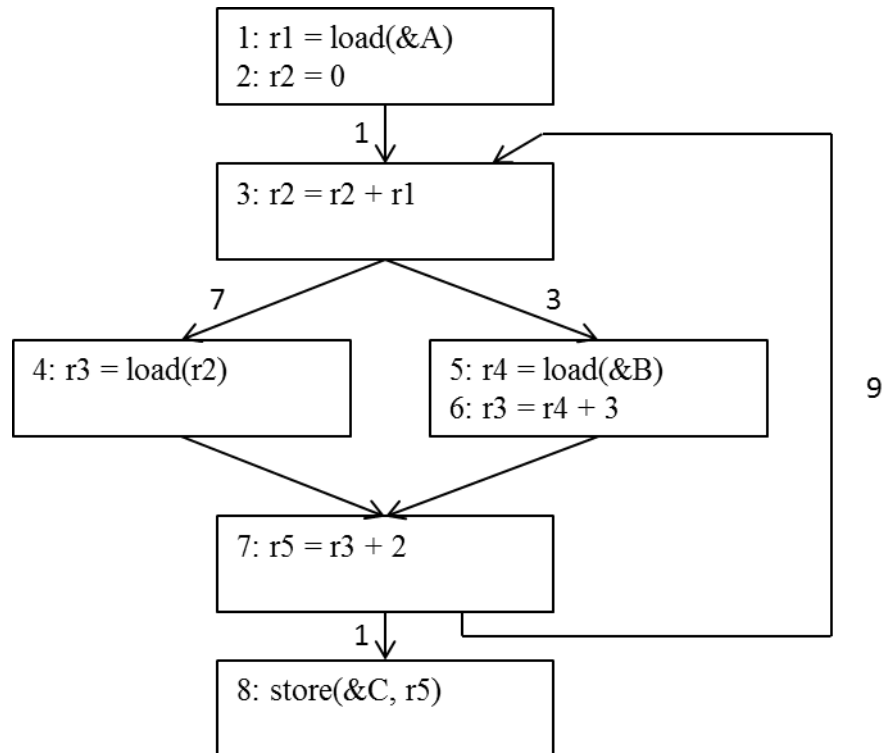 1: r1 = load(&A)
2: r2 = 0
1
3: r2 = r2 + r1
7
3
4: r3 = load(r2)
5: r4 = load(&B)
6: r3 = r4 + 3
9
7: r5 = r3 + 2
1
8: store(&C, r5)